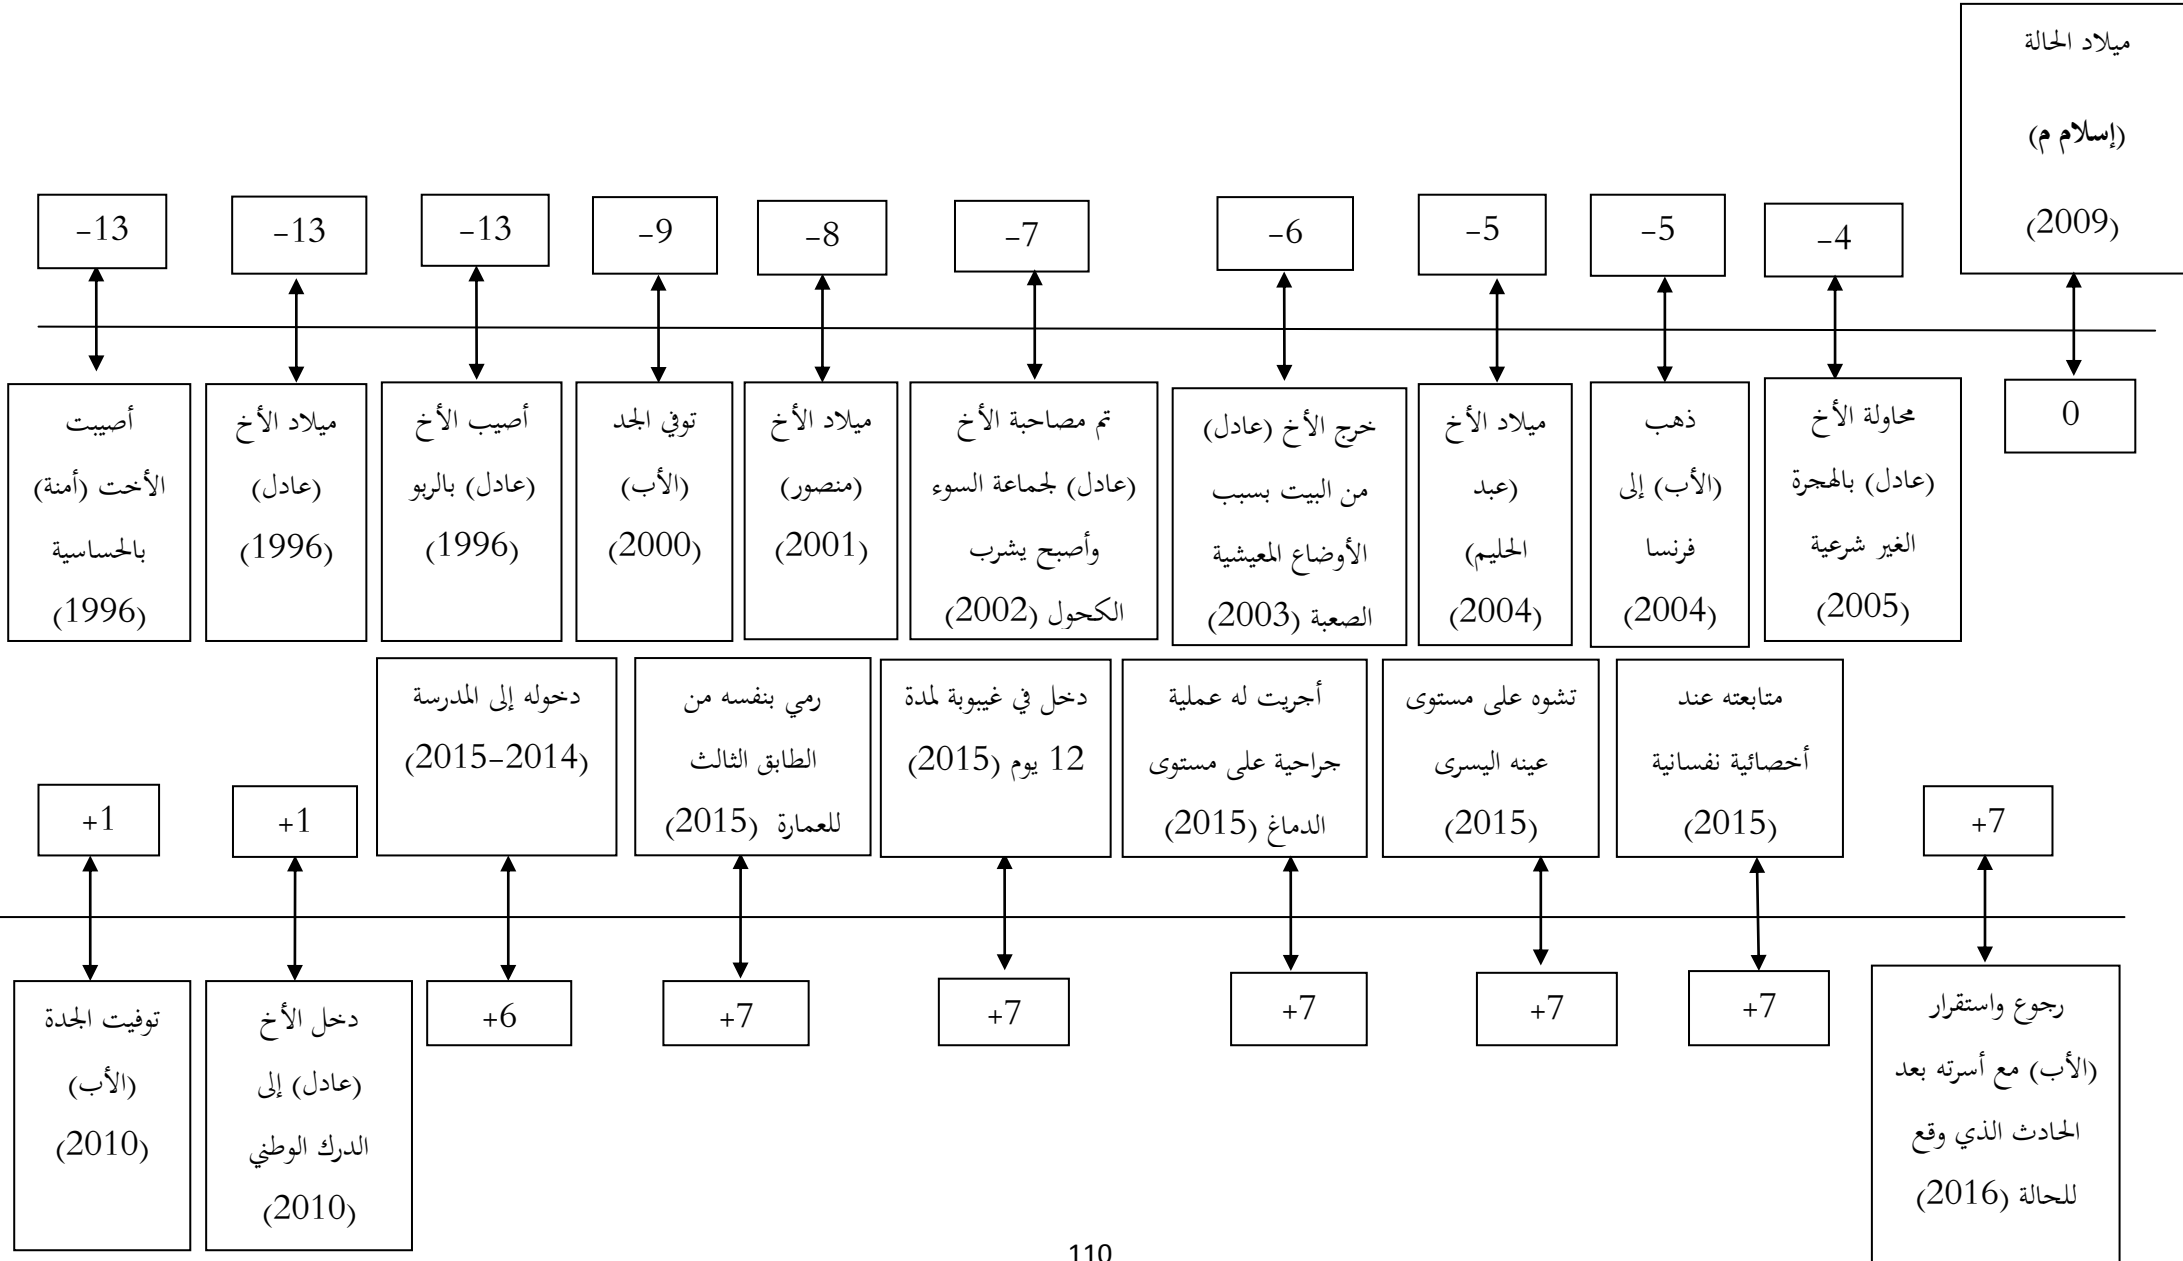 ميلاد الحالة
(إسلام م)
(2009)
-13
-13
-13
-9
-8
-7
-6
-5
-5
-4
أصيبت
الأخت (أمنة)
بالحساسية
(1996)
ميلاد الأخ
(عادل)
(1996)
أصيب الأخ
(عادل) بالربو
(1996)
توفي الجد
(الأب)
(2000)
ميلاد الأخ
(منصور)
(2001)
تم مصاحبة الأخ
(عادل) لجماعة السوء
وأصبح يشرب
الكحول (2002)
خرج الأخ (عادل)
من البيت بسبب
الأوضاع المعيشية
الصعبة (2003)
ميلاد الأخ
(عبد
الحليم)
(2004)
ذهب
(الأب) إلى
فرنسا
(2004)
محاولة الأخ
(عادل) بالهجرة
الغير شرعية
(2005)
0
+1
+1
دخوله إلى المدرسة
(2014-2015)
رمي بنفسه من
الطابق الثالث
للعمارة (2015)
دخل في غيبوبة لمدة
12 يوم (2015)
أجريت له عملية
جراحية على مستوى
الدماغ (2015)
تشوه على مستوى
عينه اليسرى
(2015)
متابعته عند
أخصائية نفسانية
(2015)
+7
توفيت الجدة
(الأب)
(2010)
دخل الأخ
(عادل) إلى
الدرك الوطني
(2010)
+6
+7
+7
+7
+7
+7
رجوع واستقرار
(الأب) مع أسرته بعد
الحادث الذي وقع
للحالة (2016)
110